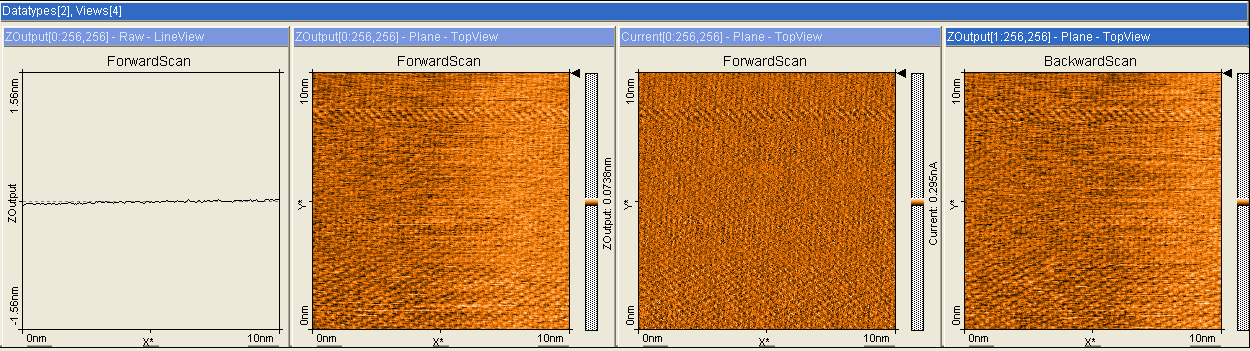 Datatypes[2], Views[4]
ZOutput[0:256,256] - Raw - LineView
ForwardScan
1.56nm
ZOutput
-1.56nm
0nm
X*
10nm
ZOutput[0:256,256] - Plane - TopView
ForwardScan
10nm
Y*
0nm
0nm
X*
10nm
ZOutput: 0.0738nm
Current[0:256,256] - Plane - TopView
ForwardScan
10nm
Y*
0nm
0nm
X*
10nm
Current: 0.295nA
ZOutput[1:256,256] - Plane - TopView
BackwardScan
10nm
Y*
0nm
0nm
X*
10nm